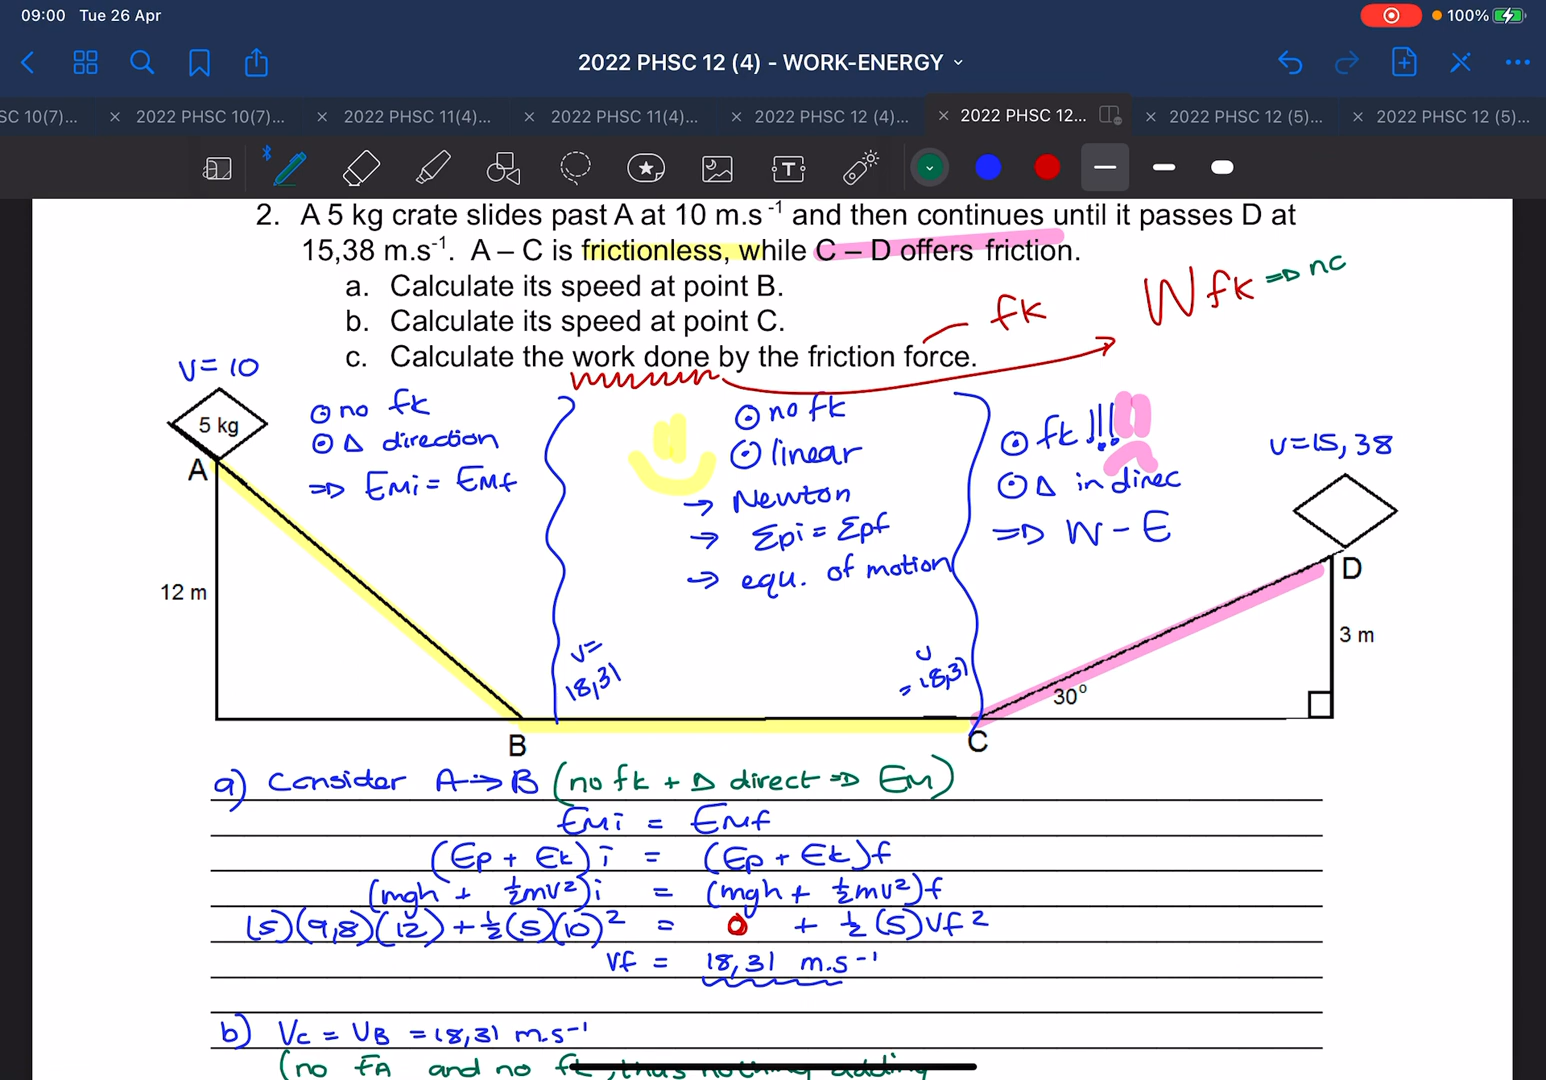 09:00 Tue 26 Apr
100%
2022 PHSC 12 (4) - WORK-ENERGY
SC 10(7)... × 2022 PHSC 10(7)... × 2022 PHSC 11(4)... × 2022 PHSC 11(4)... × 2022 PHSC 12 (4)... × 2022 PHSC 12... × 2022 PHSC 12 (5)... × 2022 PHSC 12 (5)...
T
2. A 5 kg crate slides past A at 10 m.s⁻¹ and then continues until it passes D at
15,38 m.s⁻¹. A – C is frictionless, while C – D offers friction.
a. Calculate its speed at point B.
b. Calculate its speed at point C.
c. Calculate the work done by the friction force.
fk
Wfk ⇒ nc
v = 10
5 kg
A
12 m
⊙ no fk
⊙ Δ direction
⇒ EMi = EMf
⊙ no fk
⊙ linear
→ Newton
→ Σpi = Σpf
→ equ. of motion
⊙ fk !!!
⊙ Δ in direc
⇒ W - E
v=15,38
D
3 m
30°
v=
18,31
v
= 18,31
B
C
a) Consider A → B (no fk + Δ direct ⇒ EM)
EMi = EMf
(Ep + Ek)i = (Ep + Ek)f
(mgh + ½mv²)i = (mgh + ½mv²)f
(5)(9,8)(12) + ½(5)(10)² = 0 + ½(5)vf²
vf = 18,31 m.s⁻¹
b) Vc = VB = 18,31 m.s⁻¹
(no FA and no fk, thus nothing adding